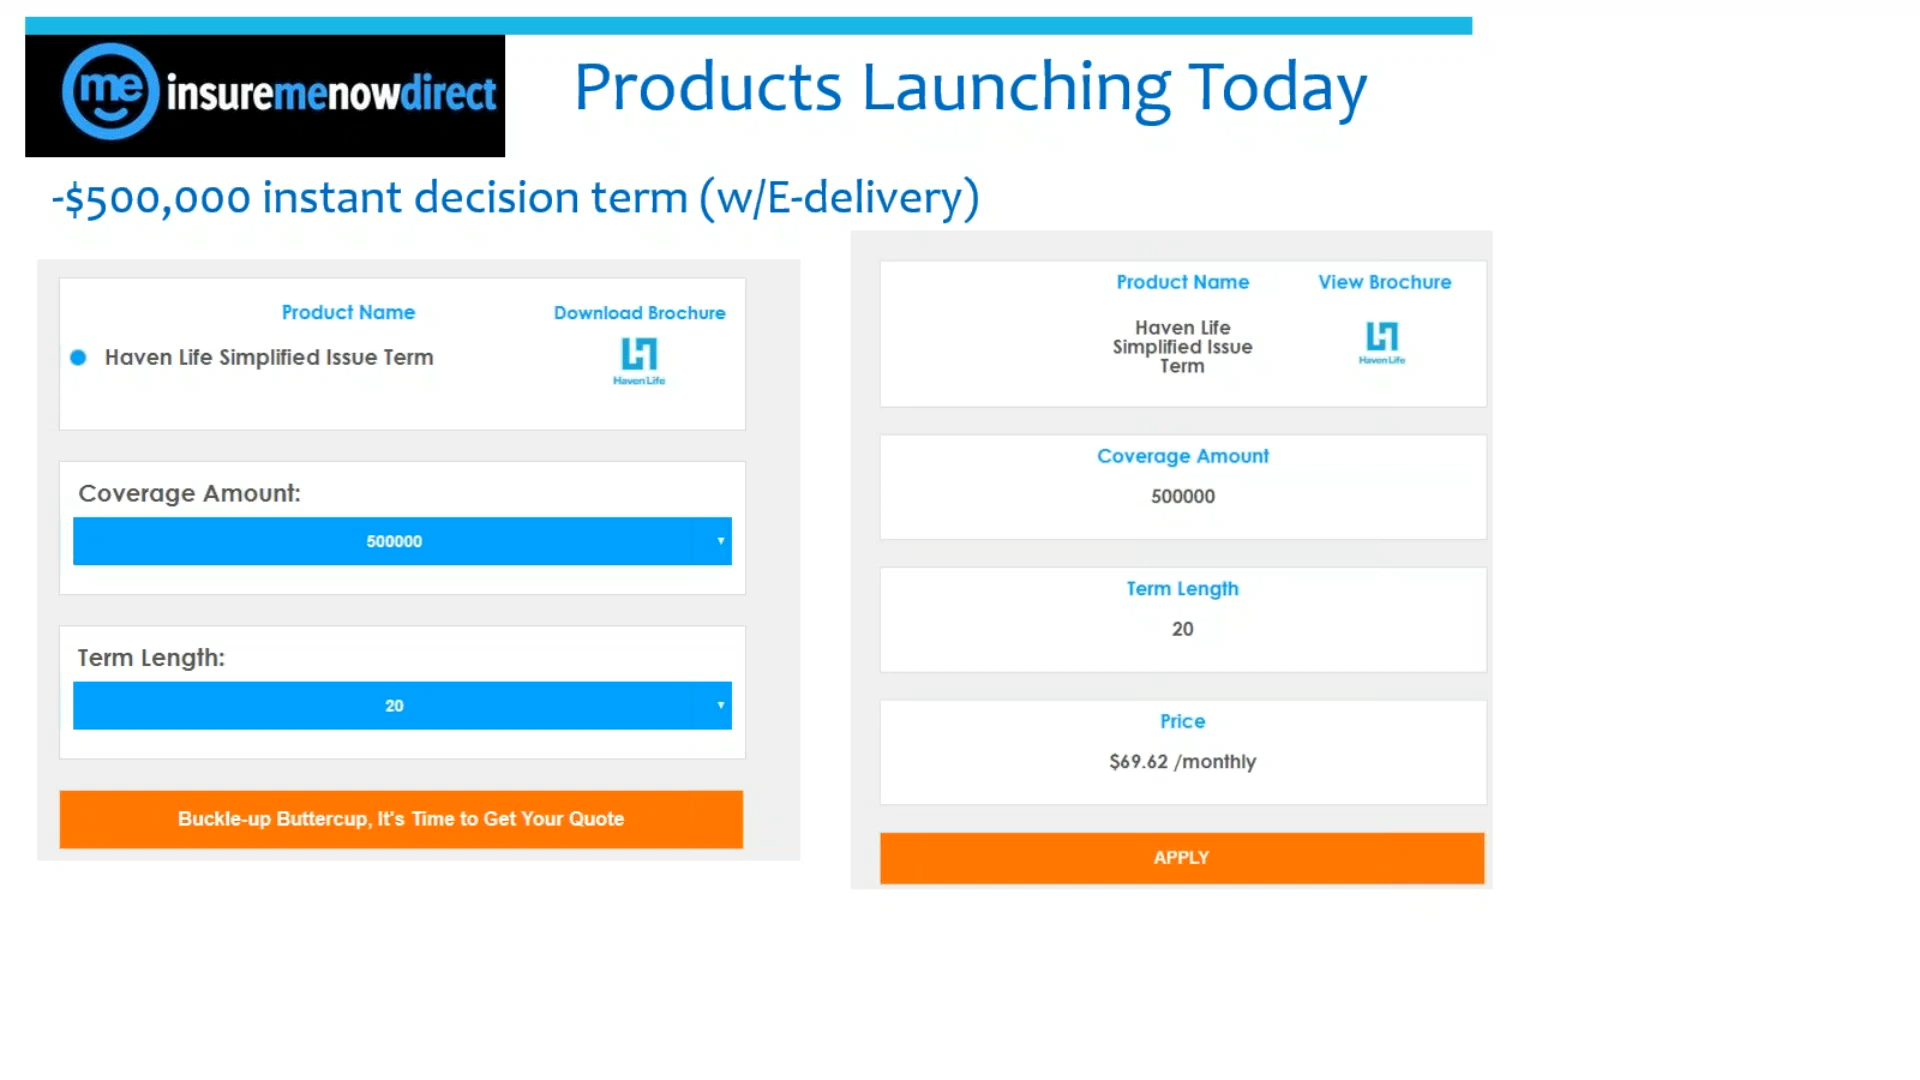 me insuremenowdirect
Products Launching Today
-$500,000 instant decision term (w/E-delivery)
Product Name
Download Brochure
Haven Life Simplified Issue Term
Haven Life
Coverage Amount:
500000
Term Length:
20
Buckle-up Buttercup, It's Time to Get Your Quote
Product Name
View Brochure
Haven Life
Simplified Issue
Term
Haven Life
Coverage Amount
500000
Term Length
20
Price
$69.62 /monthly
APPLY